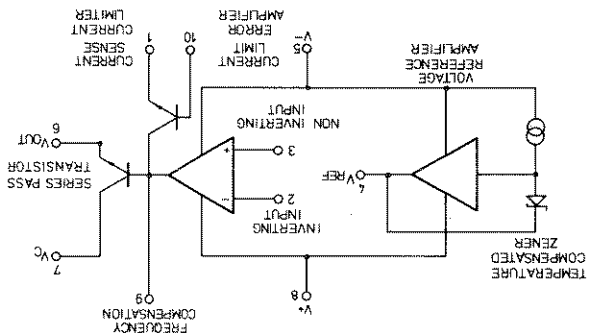 FREQUENCY
COMPENSATION
9
V+
8
TEMPERATURE
COMPENSATED
ZENER
INVERTING
INPUT
2
7
VC
4
VREF
–
+
3
NON INVERTING
INPUT
SERIES PASS
TRANSISTOR
6
VOUT
VOLTAGE
REFERENCE
AMPLIFIER
5
V–
CURRENT
LIMIT
10
ERROR
AMPLIFIER
CURRENT
SENSE
1
CURRENT
LIMITER